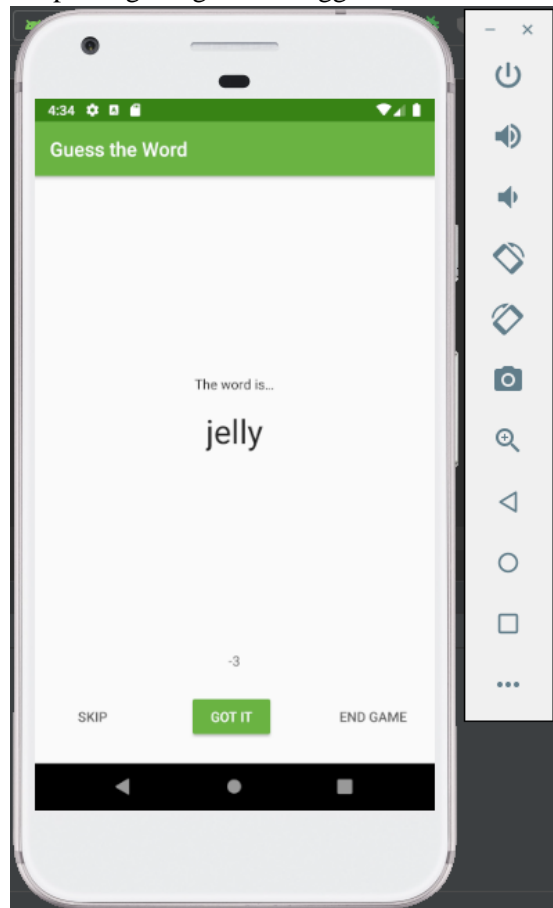 4:34
Guess the Word
The word is...
jelly
-3
SKIP GOT IT END GAME